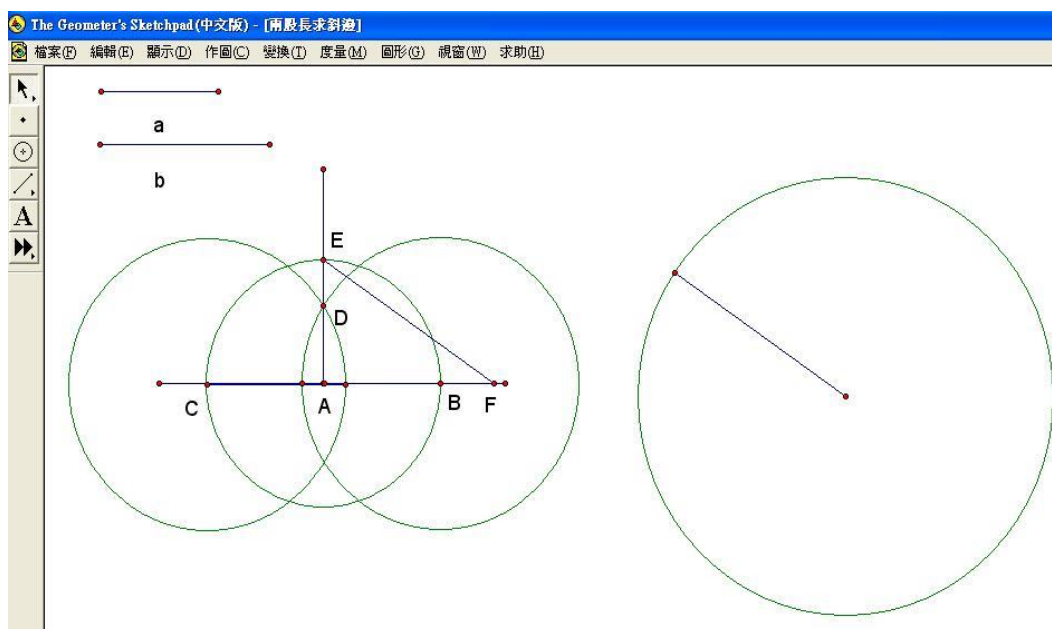 The Geometer's Sketchpad(中文版) - [兩股長求斜邊]
檔案(F) 編輯(E) 顯示(D) 作圖(C) 變換(T) 度量(M) 圖形(G) 視窗(W) 求助(H)
a
b
E
D
C A B F
A